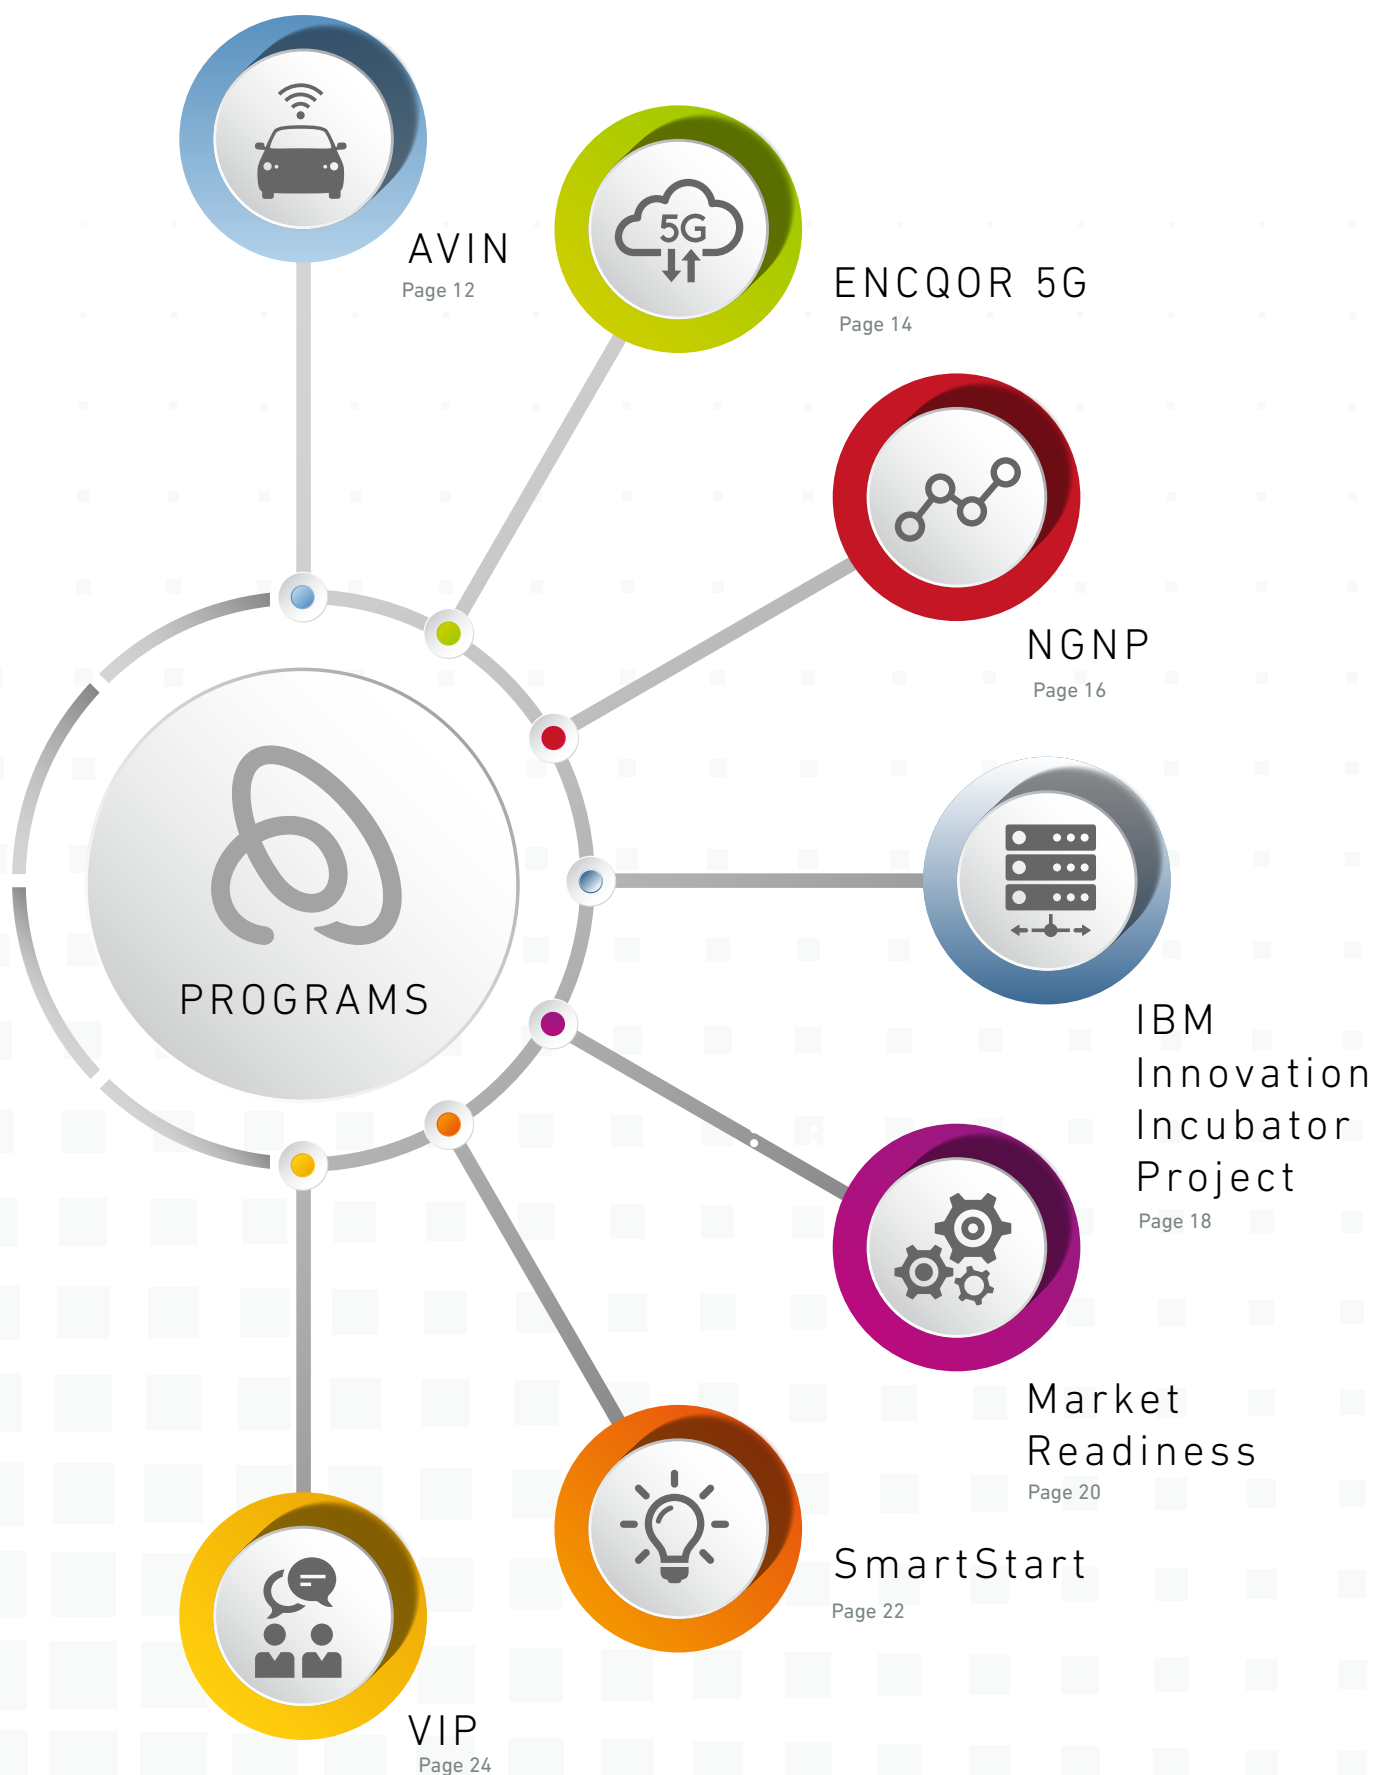 AVIN
Page 12
5G
ENCQOR 5G
Page 14
NGNP
Page 16
PROGRAMS
IBM
Innovation
Incubator
Project
Page 18
Market
Readiness
Page 20
SmartStart
Page 22
VIP
Page 24